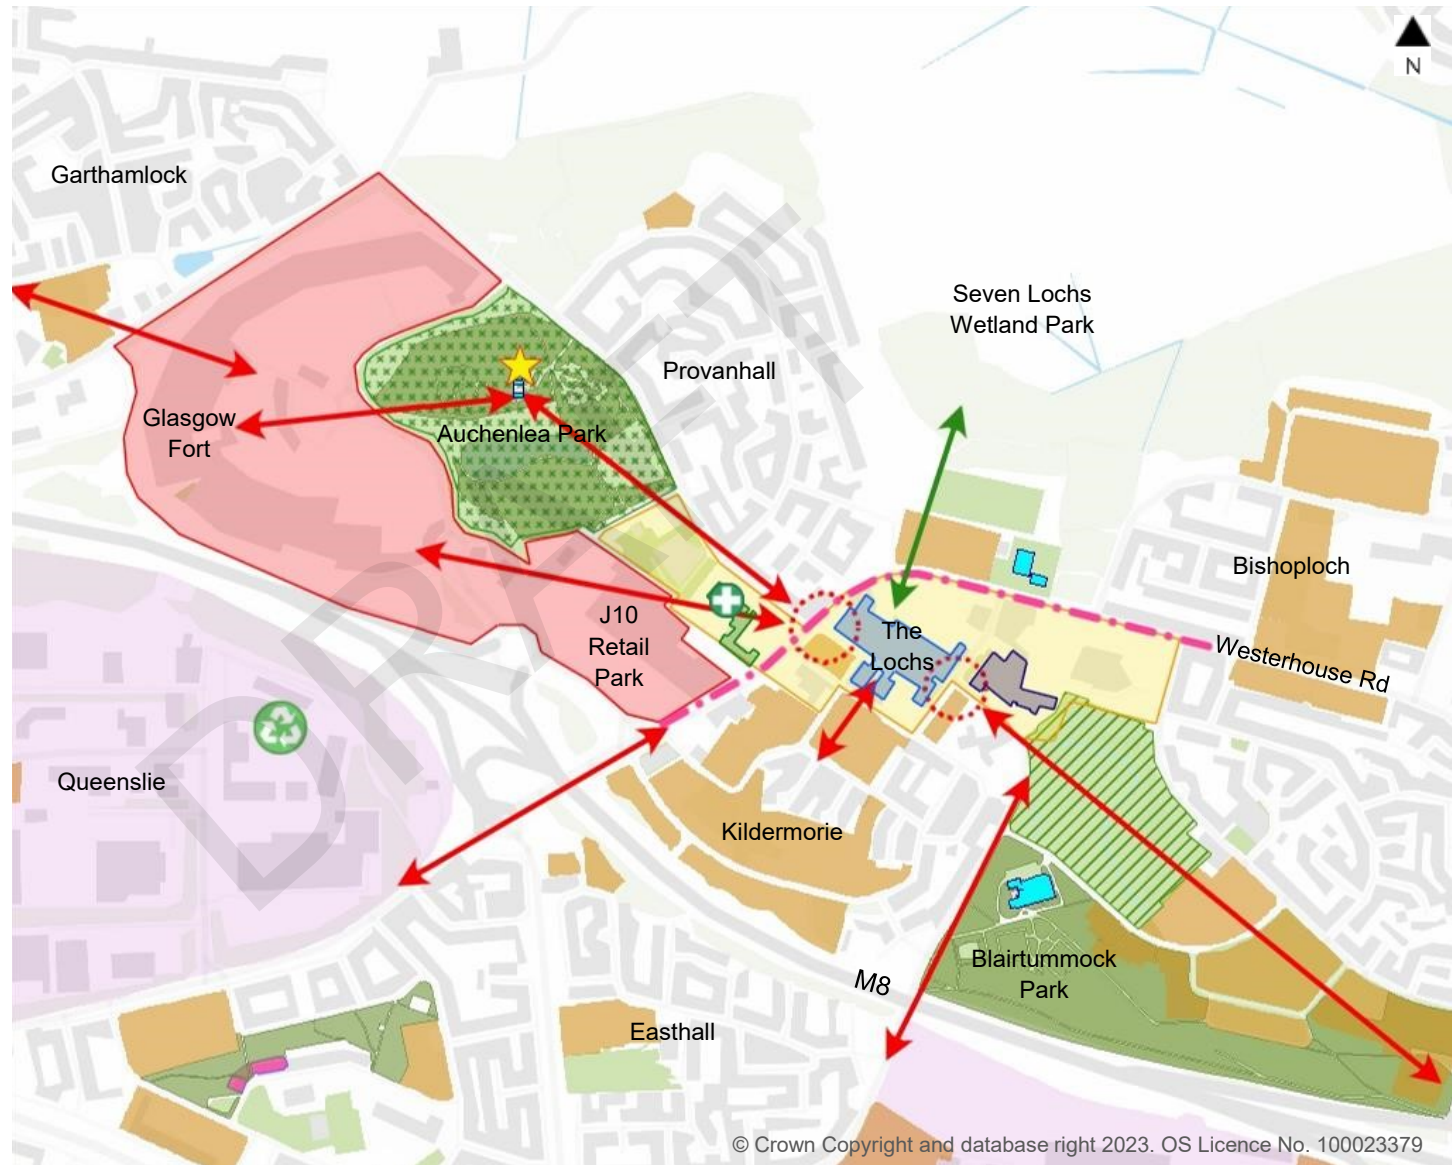 N
Garthamlock
Seven Lochs
Wetland Park
Provanhall
Glasgow
Fort
Auchenlea Park
Bishoploch
J10
Retail
Park
The
Lochs
Westerhouse Rd
Queenslie
Kildermorie
Blairtummock
Park
M8
Easthall
DRAFT
© Crown Copyright and database right 2023. OS Licence No. 100023379